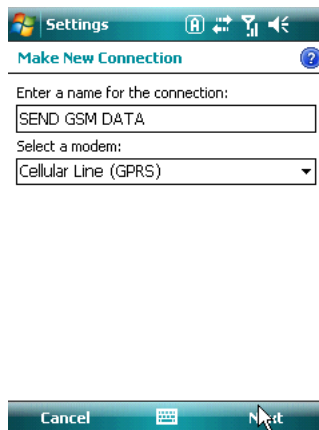 Settings
A
Make New Connection
?
Enter a name for the connection:
SEND GSM DATA
Select a modem:
Cellular Line (GPRS)
Cancel
Next